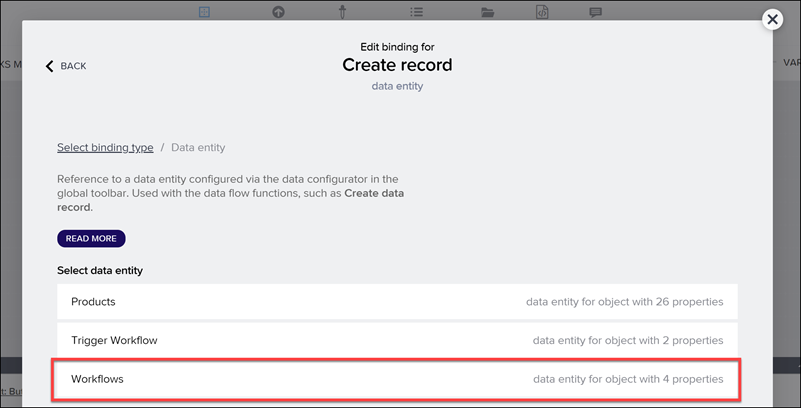 Edit binding for
BACK
Create record
data entity
KS M
VAR
Select binding type / Data entity
Reference to a data entity configured via the data configurator in the
global toolbar. Used with the data flow functions, such as Create data
record.
READ MORE
Select data entity
Products data entity for object with 26 properties
Trigger Workflow data entity for object with 2 properties
Workflows data entity for object with 4 properties
t: But